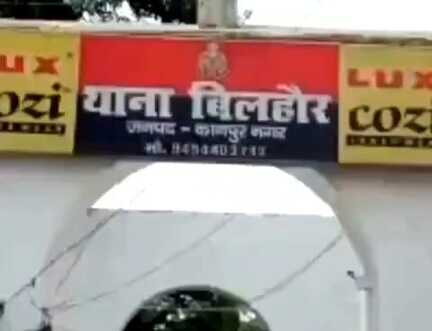 LUX
cozi
थाना बिलहौर
जनपद - कानपुर नगर
मो.
LUX
cozi